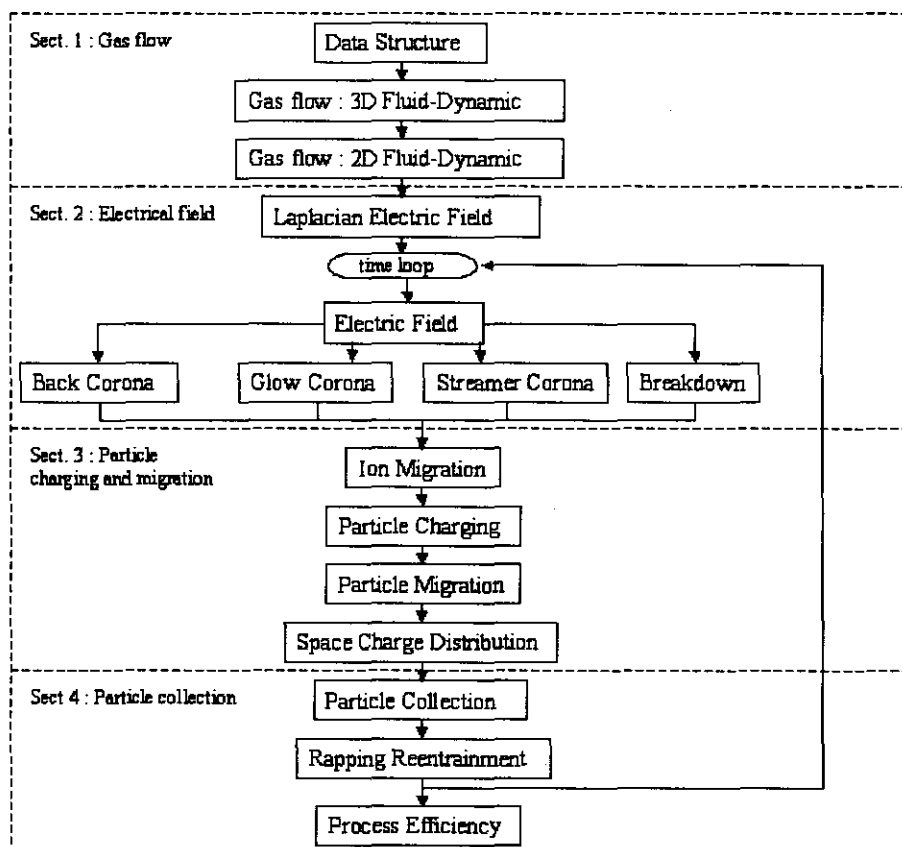 Sect. 1 : Gas flow
Data Structure
Gas flow : 3D Fluid-Dynamic
Gas flow : 2D Fluid-Dynamic
Sect. 2 : Electrical field
Laplacian Electric Field
time loop
Electric Field
Back Corona
Glow Corona
Streamer Corona
Breakdown
Sect. 3 : Particle
charging and migration
Ion Migration
Particle Charging
Particle Migration
Space Charge Distribution
Sect 4 : Particle collection
Particle Collection
Rapping Reentrainment
Process Efficiency